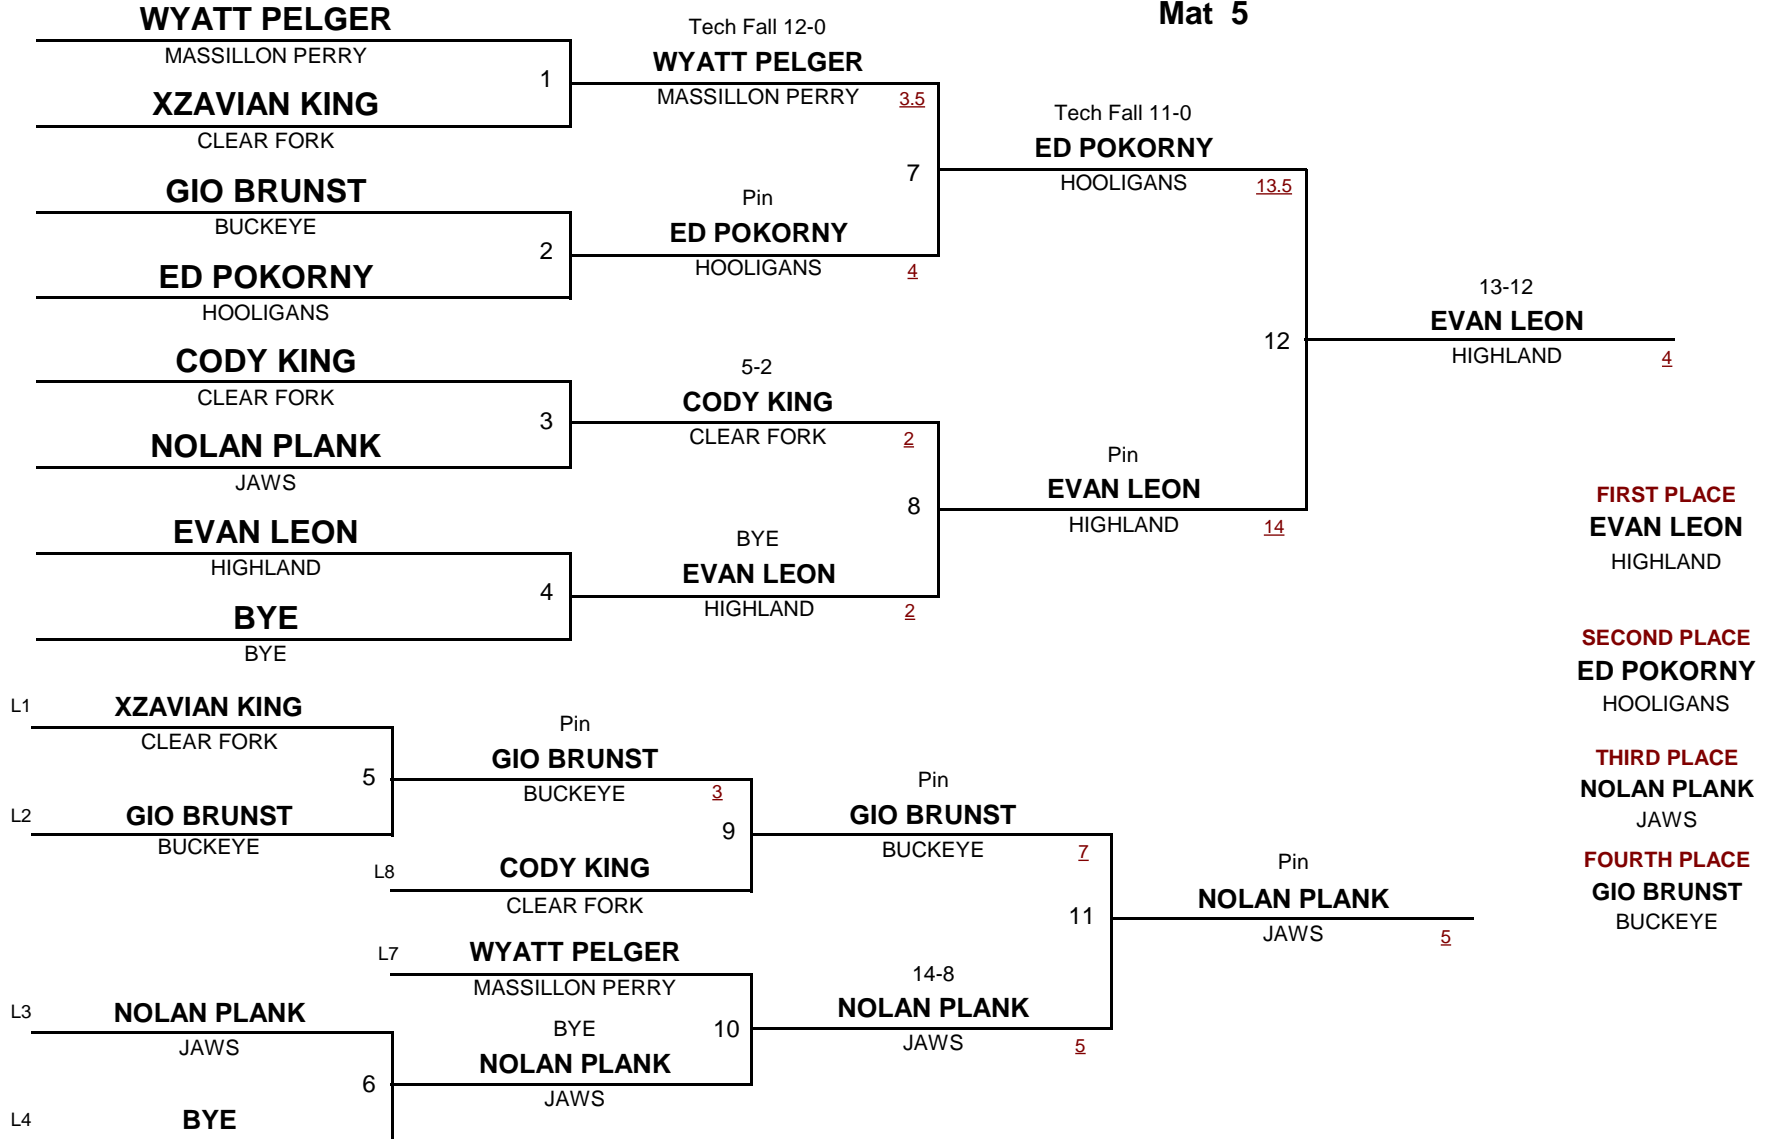 Mat 5
WYATT PELGER
MASSILLON PERRY
1
XZAVIAN KING
CLEAR FORK
GIO BRUNST
BUCKEYE
2
ED POKORNY
HOOLIGANS
CODY KING
CLEAR FORK
3
NOLAN PLANK
JAWS
EVAN LEON
HIGHLAND
4
BYE
BYE
Tech Fall 12-0
WYATT PELGER
MASSILLON PERRY 3.5
7
Pin
ED POKORNY
HOOLIGANS 4
5-2
CODY KING
CLEAR FORK 2
8
BYE
EVAN LEON
HIGHLAND 2
Tech Fall 11-0
ED POKORNY
HOOLIGANS 13.5
12
Pin
EVAN LEON
HIGHLAND 14
13-12
EVAN LEON
HIGHLAND 4
FIRST PLACE
EVAN LEON
HIGHLAND
SECOND PLACE
ED POKORNY
HOOLIGANS
THIRD PLACE
NOLAN PLANK
JAWS
FOURTH PLACE
GIO BRUNST
BUCKEYE
L1 XZAVIAN KING
CLEAR FORK
5
L2 GIO BRUNST
BUCKEYE
Pin
GIO BRUNST
BUCKEYE 3
9
L8 CODY KING
CLEAR FORK
L7 WYATT PELGER
MASSILLON PERRY
10
BYE
NOLAN PLANK
JAWS
L3 NOLAN PLANK
JAWS
6
L4 BYE
Pin
GIO BRUNST
BUCKEYE 7
11
14-8
NOLAN PLANK
JAWS 5
Pin
NOLAN PLANK
JAWS 5